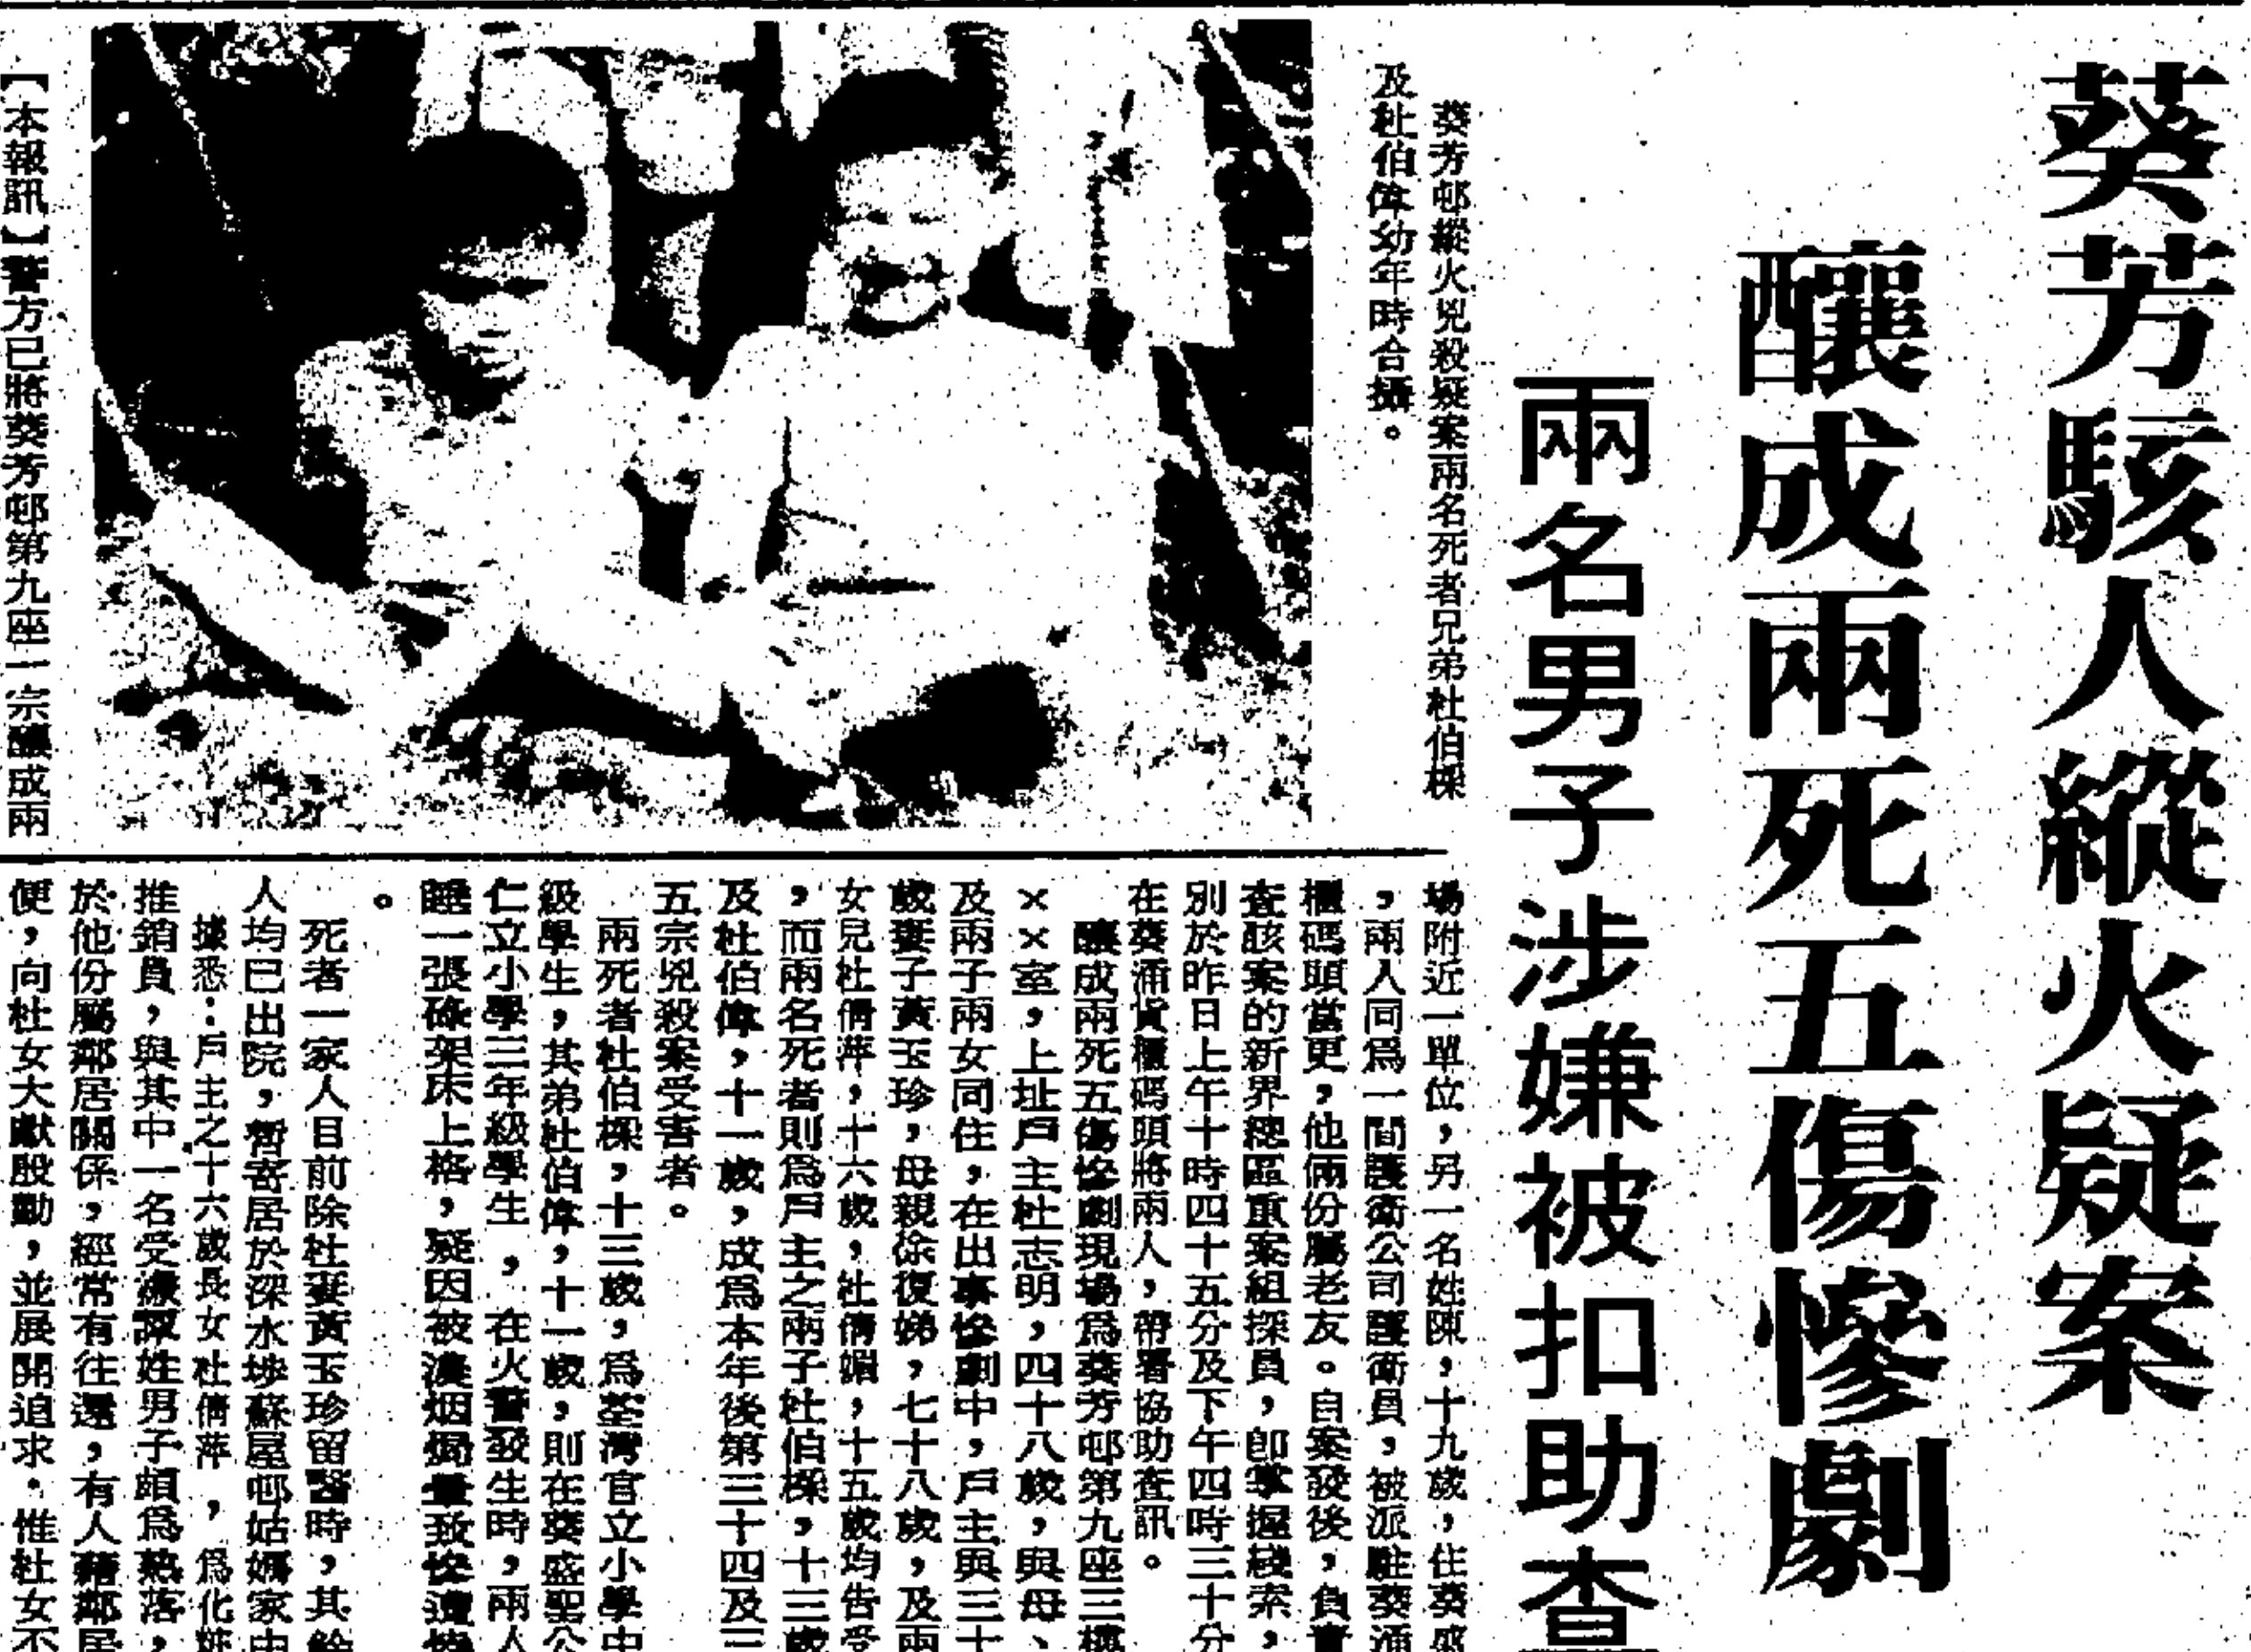 葵芳駭人縱火疑案
釀成兩死五傷慘劇
兩名男子涉嫌被扣助查
葵芳邨縱火兇殺疑案兩名死者兄弟杜伯樑
及杜伯偉幼年時合攝。
【本報訊】警方已將葵芳邨第九座一宗釀成兩
場附近一單位，另一名姓陳，十九歲，住葵盛
，兩人同爲一間護衛公司護衛員，被派駐葵涌
櫃碼頭當更，他倆份屬老友。自案發後，負責
查該案的新界總區重案組探員，卽掌握綫索，
別於昨日上午十時四十五分及下午四時三十分
在葵涌貨櫃碼頭將兩人，帶署協助查訊。
釀成兩死五傷慘劇現場爲葵芳邨第九座三樓
××室，上址戶主杜志明，四十八歲，與母、
及兩子兩女同住，在出事慘劇中，戶主與三十
歲妻子黃玉珍，母親徐復娣，七十八歲，及兩
女兒杜倩萍，十六歲，杜倩媚，十五歲均告受
，而兩名死者則爲戶主之兩子杜伯樑，十三歲
及杜伯偉，十一歲，成爲本年後第三十四及三
五宗兇殺案受害者。
兩死者杜伯樑，十三歲，爲荃灣官立小學中
級學生，其弟杜伯偉，十一歲，則在葵盛聖公
仁立小學三年級學生，在火警發生時，兩人
睡一張碌架床上格，疑因被濃烟焗暈致慘遭燒
。
死者一家人目前除杜妻黃玉珍留醫時，其餘
人均已出院，暫寄居於深水埗蘇屋邨姑媽家中
據悉：戶主之十六歲長女杜倩萍，爲化粧
推銷員，與其中一名受嫌譚姓男子頗爲熟落，
於他份屬鄰居關係，經常有往還，有人藉鄰居
便，向杜女大獻殷勤，並展開追求．惟杜女不